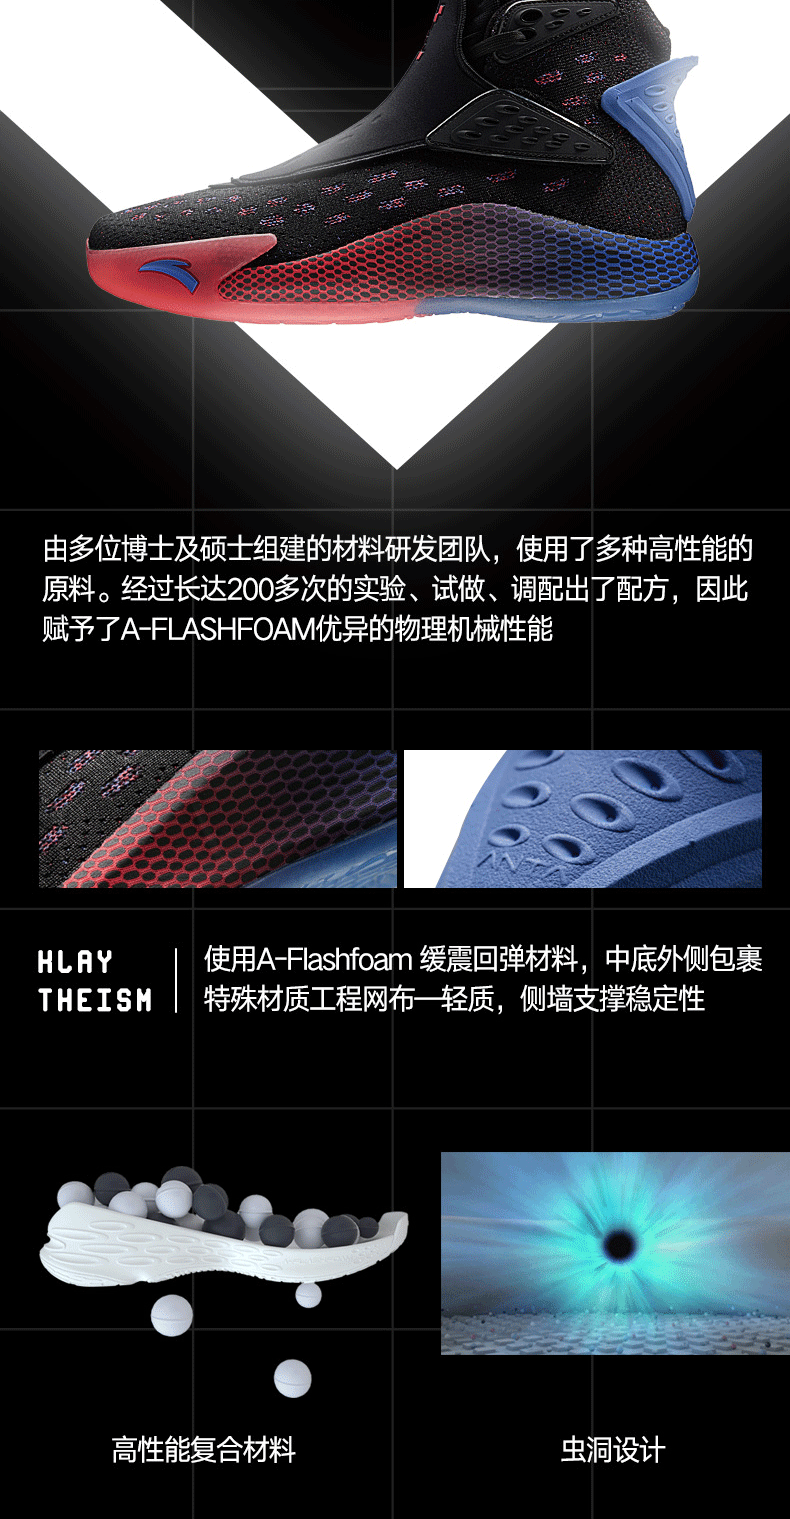 由多位博士及硕士组建的材料研发团队，使用了多种高性能的
原料。经过长达200多次的实验、试做、调配出了配方，因此
赋予了A-FLASHFOAM优异的物理机械性能
ANTA
KLAY
THEISM
使用A-Flashfoam 缓震回弹材料，中底外侧包裹
特殊材质工程网布—轻质，侧墙支撑稳定性
高性能复合材料
虫洞设计